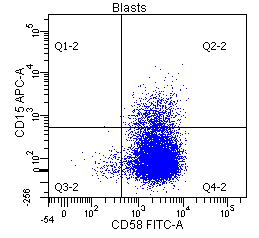 Blasts
Q1-2
Q2-2
Q3-2
Q4-2
CD15 APC-A
10^5
10^4
10^3
10^2
0
-256
-54
0
10^2
10^3
10^4
10^5
CD58 FITC-A